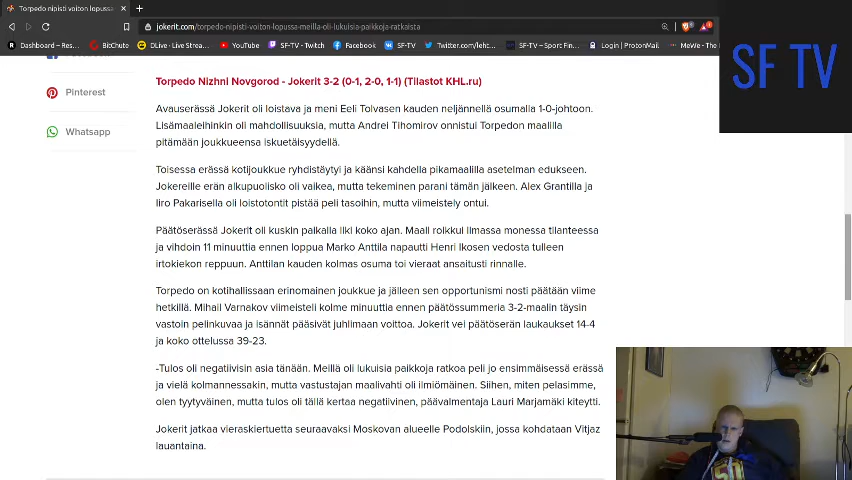 Torpedo nipisti voiton lopussa
jokerit.com/torpedo-nipisti-voiton-lopussa-meilla-oli-lukuisia-paikkoja-ratkaista
Dashboard – Res...
BitChute
DLive · Live Strea...
YouTube
SF-TV - Twitch
Facebook
SF-TV
Twitter.com/lehc...
SF-TV – Sport Fin...
Login | ProtonMail
MeWe - The
SF TV
Pinterest
Whatsapp
Torpedo Nizhni Novgorod - Jokerit 3-2 (0-1, 2-0, 1-1) (Tilastot KHL.ru)
Avauserässä Jokerit oli loistava ja meni Eeli Tolvasen kauden neljännellä osumalla 1-0-johtoon.
Lisämaaleihinkin oli mahdollisuuksia, mutta Andrei Tihomirov onnistui Torpedon maalilla
pitämään joukkueensa iskuetäisyydellä.
Toisessa erässä kotijoukkue ryhdistäytyi ja käänsi kahdella pikamaalilla asetelman edukseen.
Jokereille erän alkupuolisko oli vaikea, mutta tekeminen parani tämän jälkeen. Alex Grantilla ja
Iiro Pakarisella oli loistotontit pistää peli tasoihin, mutta viimeistely ontui.
Päätöserässä Jokerit oli kuskin paikalla liki koko ajan. Maali roikkui ilmassa monessa tilanteessa
ja vihdoin 11 minuuttia ennen loppua Marko Anttila napautti Henri Ikosen vedosta tulleen
irtokiekon reppuun. Anttilan kauden kolmas osuma toi vieraat ansaitusti rinnalle.
Torpedo on kotihallissaan erinomainen joukkue ja jälleen sen opportunismi nosti päätään viime
hetkillä. Mihail Varnakov viimeisteli kolme minuuttia ennen päätössummeria 3-2-maalin täysin
vastoin pelinkuvaa ja isännät pääsivät juhlimaan voittoa. Jokerit vei päätöserän laukaukset 14-4
ja koko ottelussa 39-23.
-Tulos oli negatiivisin asia tänään. Meillä oli lukuisia paikkoja ratkoa peli jo ensimmäisessä erässä
ja vielä kolmannessakin, mutta vastustajan maalivahti oli ilmiömäinen. Siihen, miten pelasimme,
olen tyytyväinen, mutta tulos oli tällä kertaa negatiivinen, päävalmentaja Lauri Marjamäki kiteytti.
Jokerit jatkaa vieraskiertuetta seuraavaksi Moskovan alueelle Podolskiin, jossa kohdataan Vitjaz
lauantaina.